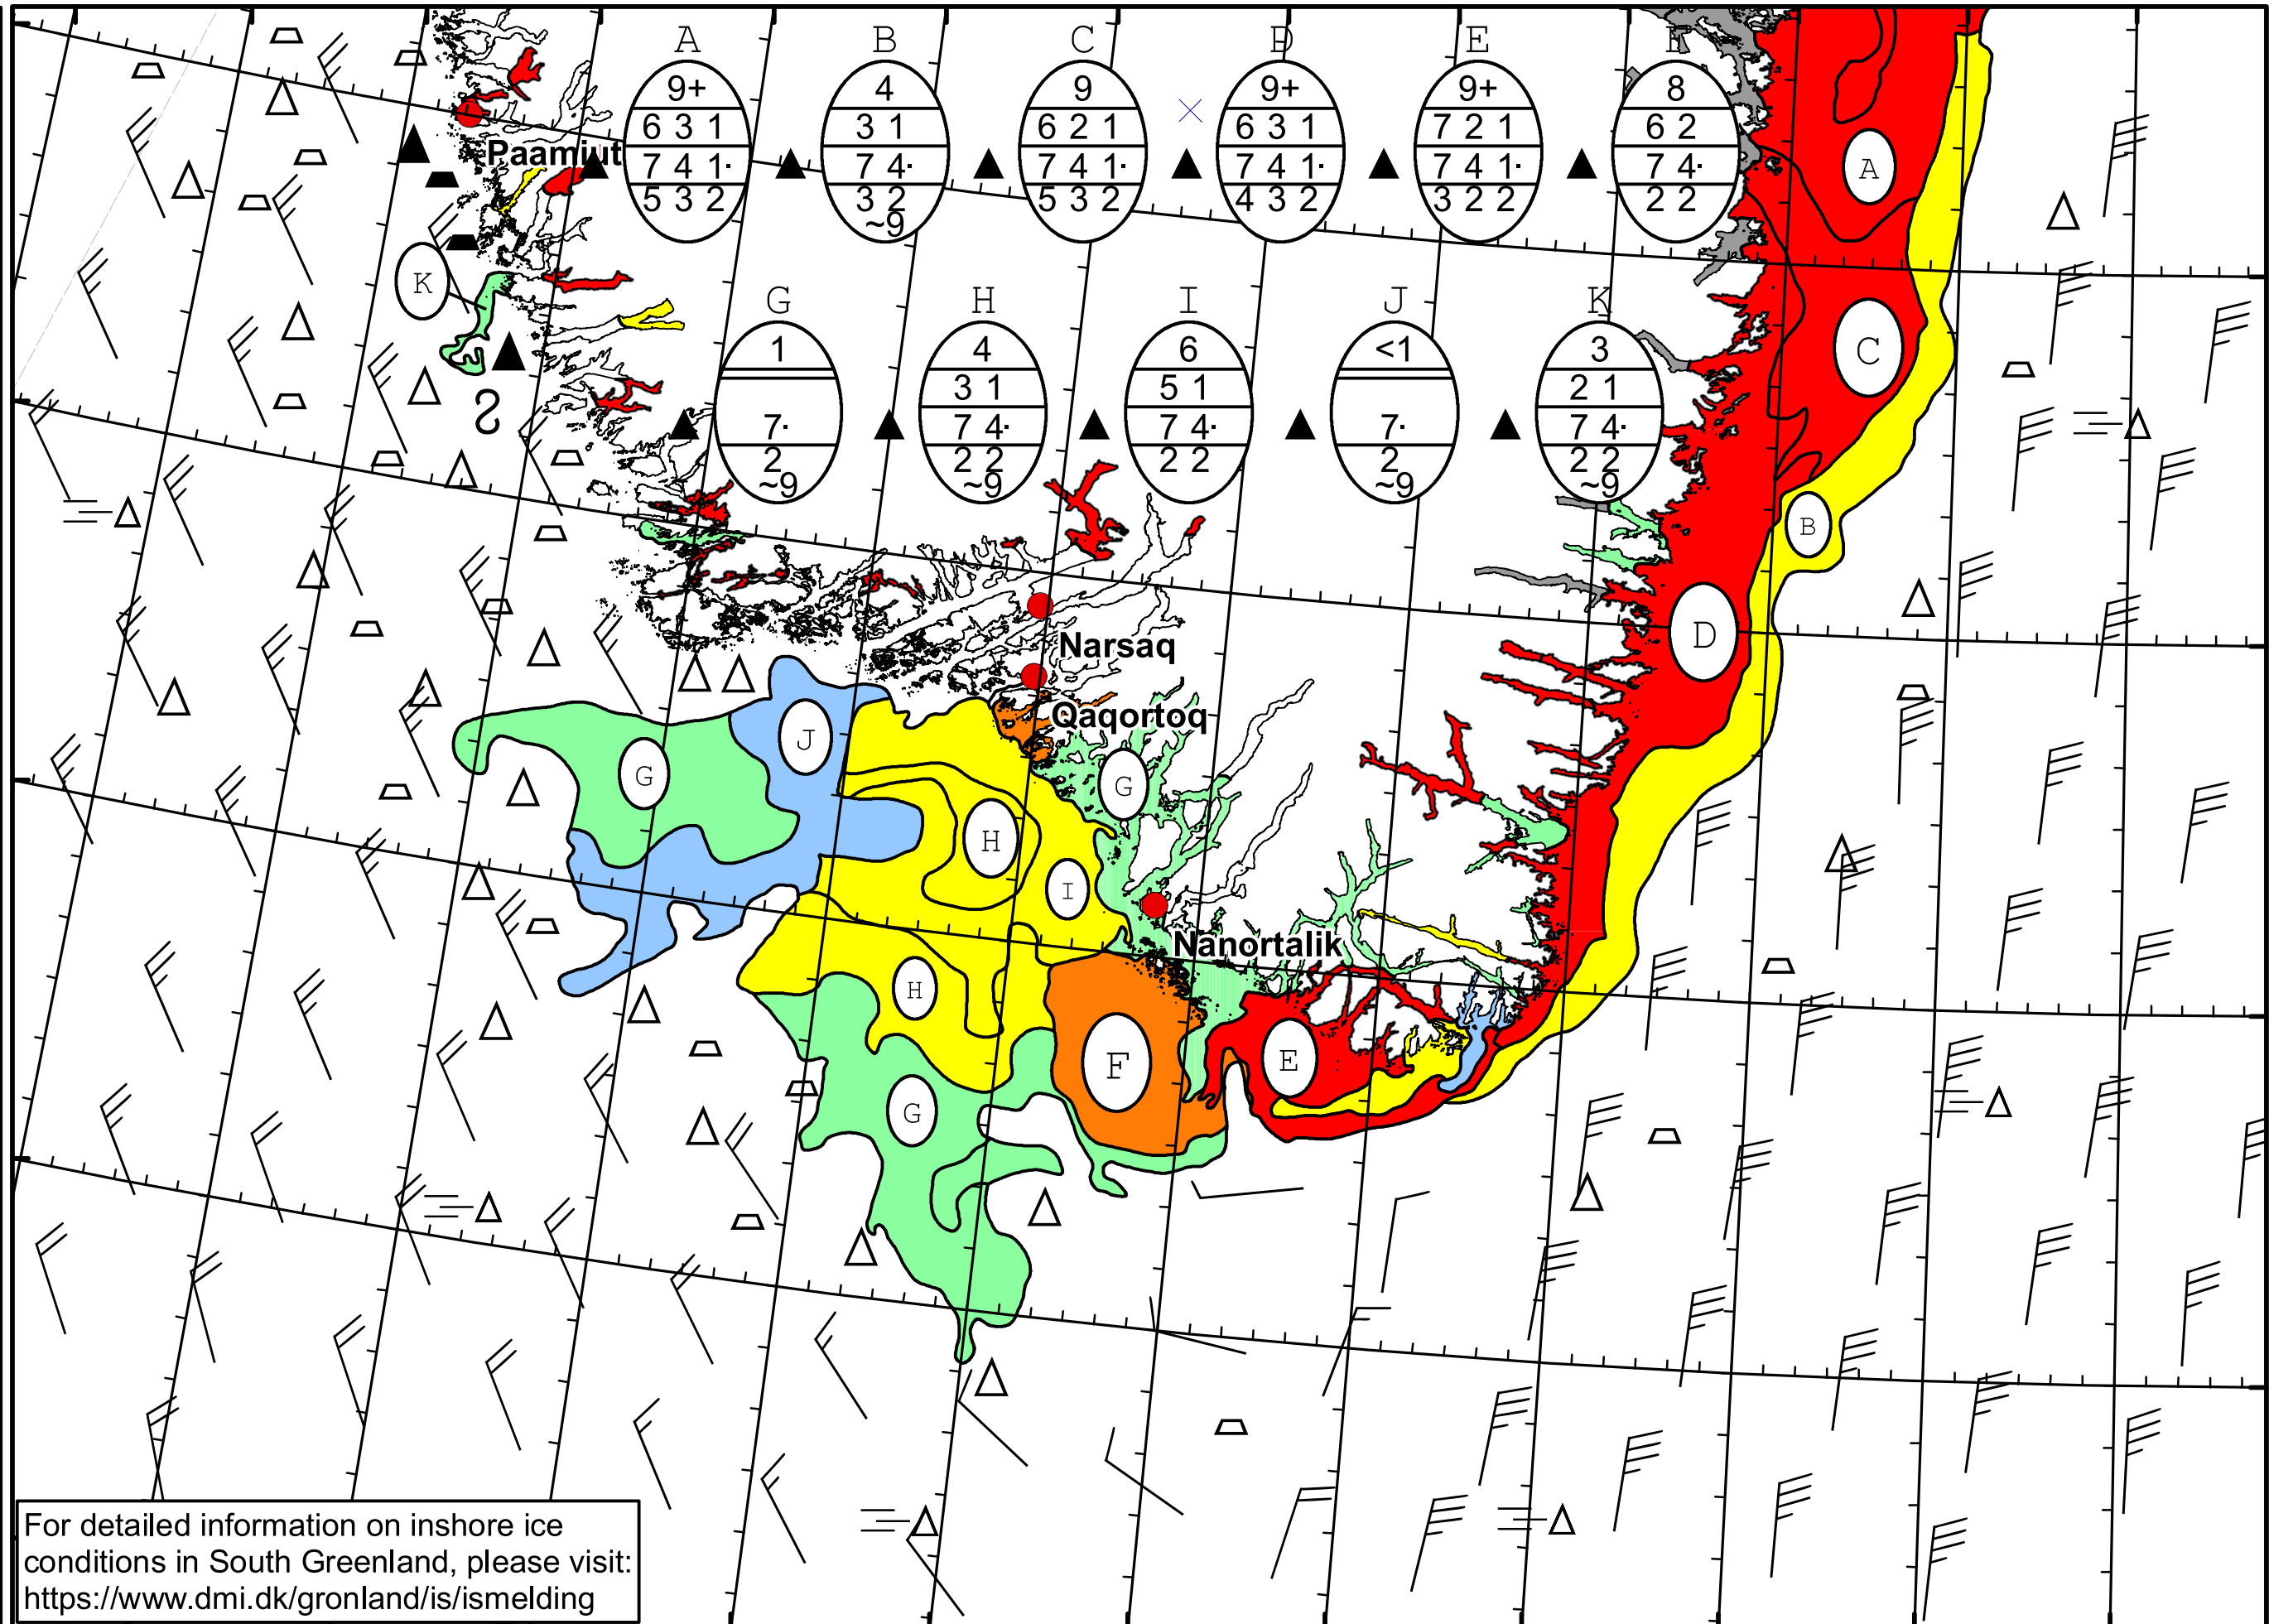 A B C D E F
9+ 4 9 9+ 9+ 8
6 3 1 3 1 6 2 1 6 3 1 7 2 1 6 2
7 4 1· 7 4· 7 4 1· 7 4 1· 7 4 1· 7 4·
5 3 2 3 2 5 3 2 4 3 2 3 2 2 2 2
~9
Paamiut
A
K
G H I J K
1 4 6 <1 3
3 1 5 1 2 1
7· 7 4· 7 4· 7· 7 4·
2 2 2 2 2 2 2 2
~9 ~9 ~9 ~9
C
B
D
Narsaq
Qaqortoq
J
G
G
H
I
Nanortalik
H
F
E
G
For detailed information on inshore ice
conditions in South Greenland, please visit:
https://www.dmi.dk/gronland/is/ismelding